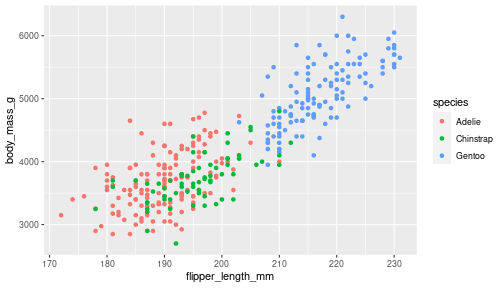 6000
5000
4000
3000
170
180
190
200
210
220
230
flipper_length_mm
body_mass_g
species
Adelie
Chinstrap
Gentoo